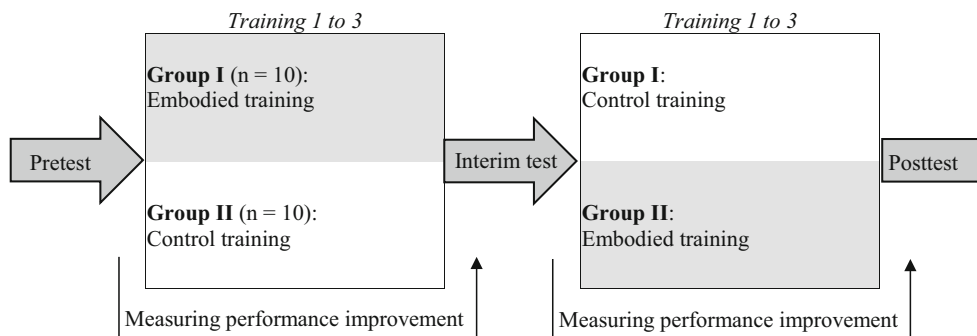 Training 1 to 3
Training 1 to 3
Group I (n = 10):
Embodied training
Group I:
Control training
Pretest
Interim test
Posttest
Group II (n = 10):
Control training
Group II:
Embodied training
Measuring performance improvement
Measuring performance improvement